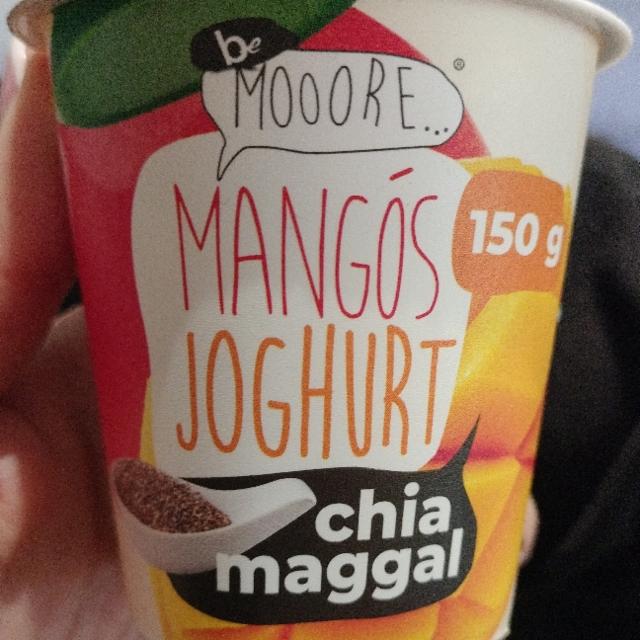 be
MOOORE...®
MANGÓS
150 g
JOGHURT
chia
maggal